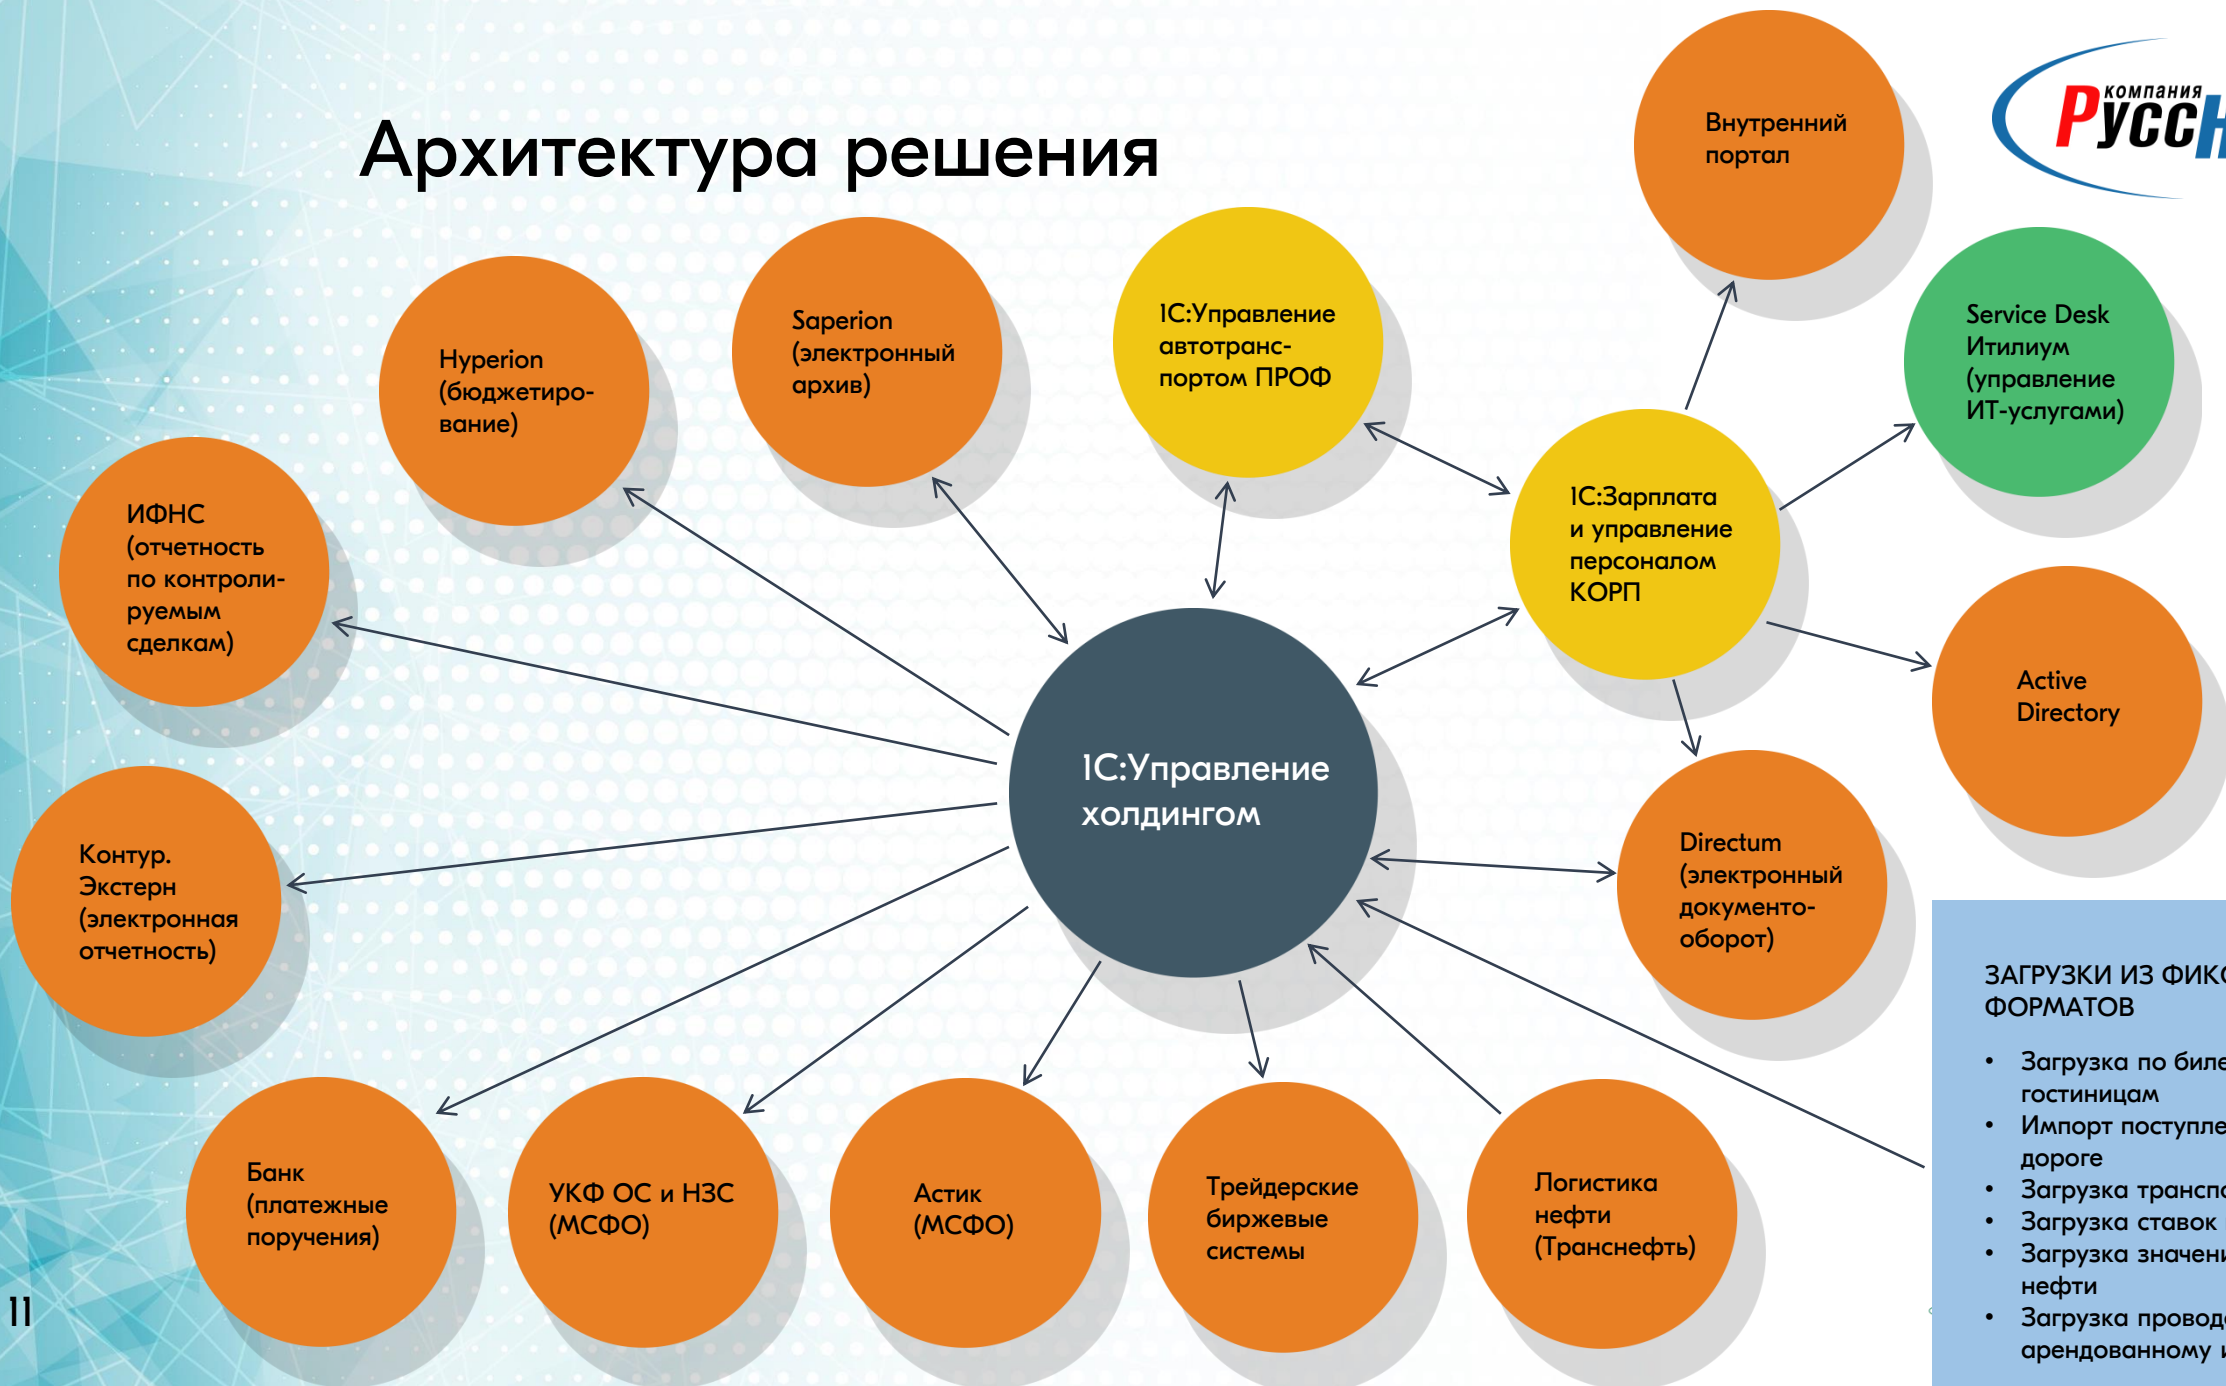 Архитектура решения
компания
Внутренний
портал
Service Desk
Итилиум
(управление
ИТ-услугами)
1С:Управление
автотранс-
портом ПРОФ
Saperion
(электронный
архив)
Hyperion
(бюджетиро-
вание)
ИФНС
(отчетность
по контроли-
руемым
сделкам)
1С:Зарплата
и управление
персоналом
КОРП
Active
Directory
1С:Управление
холдингом
Контур.
Экстерн
(электронная
отчетность)
Directum
(электронный
документо-
оборот)
ЗАГРУЗКИ ИЗ
ФОРМАТОВ
• Загрузка по
гостиницам
• Импорт
дороге
• Загрузка
• Загрузка ставок
• Загрузка
нефти
• Загрузка
арендованному
Банк
(платежные
поручения)
УКФ ОС и НЗС
(МСФО)
Астик
(МСФО)
Трейдерские
биржевые
системы
Логистика
нефти
(Транснефть)
11